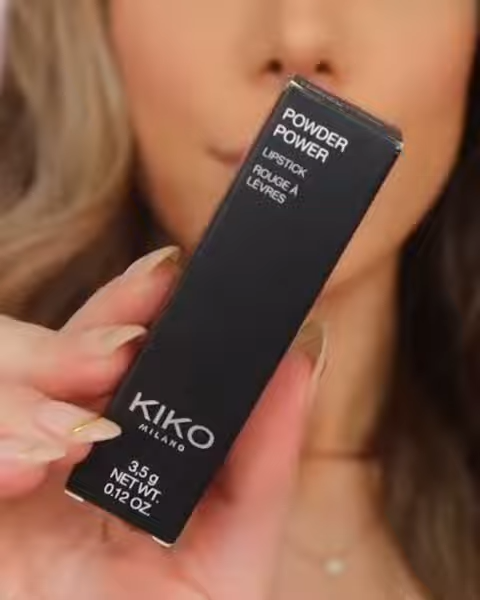 POWDER
POWER
LIPSTICK
ROUGE À
LÈVRES
KIKO
MILANO
3,5 g
NET WT.
0.12 OZ.